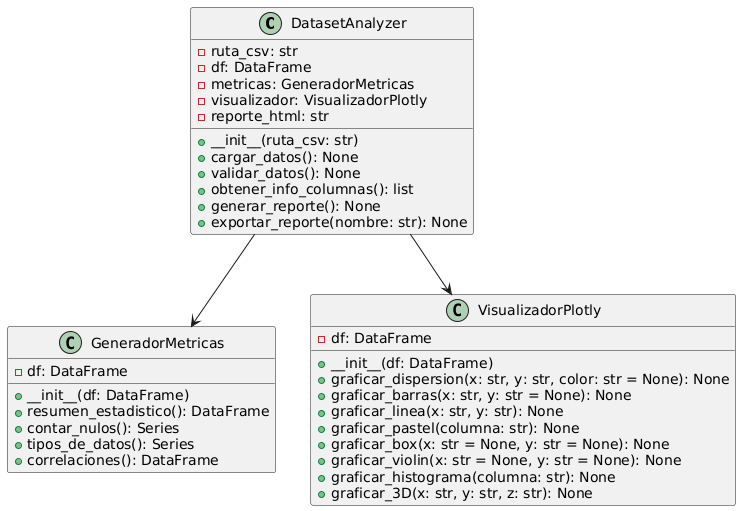 C DatasetAnalyzer
ruta_csv: str
df: DataFrame
metricas: GeneradorMetricas
visualizador: VisualizadorPlotly
reporte_html: str
__init__(ruta_csv: str)
cargar_datos(): None
validar_datos(): None
obtener_info_columnas(): list
generar_reporte(): None
exportar_reporte(nombre: str): None
C GeneradorMetricas
df: DataFrame
__init__(df: DataFrame)
resumen_estadistico(): DataFrame
contar_nulos(): Series
tipos_de_datos(): Series
correlaciones(): DataFrame
C VisualizadorPlotly
df: DataFrame
__init__(df: DataFrame)
graficar_dispersion(x: str, y: str, color: str = None): None
graficar_barras(x: str, y: str = None): None
graficar_linea(x: str, y: str): None
graficar_pastel(columna: str): None
graficar_box(x: str = None, y: str = None): None
graficar_violin(x: str = None, y: str = None): None
graficar_histograma(columna: str): None
graficar_3D(x: str, y: str, z: str): None